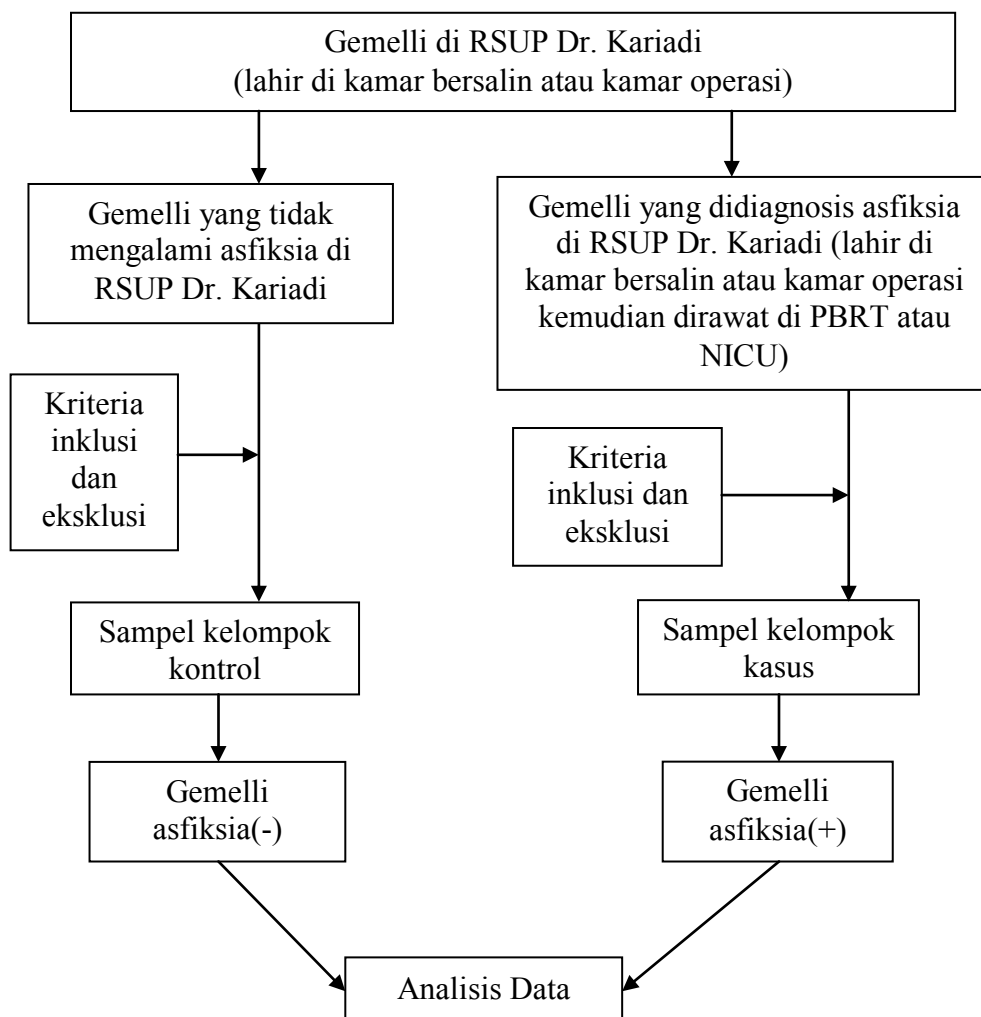 Gemelli di RSUP Dr. Kariadi
(lahir di kamar bersalin atau kamar operasi)
Gemelli yang tidak
mengalami asfiksia di
RSUP Dr. Kariadi
Gemelli yang didiagnosis asfiksia
di RSUP Dr. Kariadi (lahir di
kamar bersalin atau kamar operasi
kemudian dirawat di PBRT atau
NICU)
Kriteria
inklusi
dan
eksklusi
Kriteria
inklusi dan
eksklusi
Sampel kelompok
kontrol
Sampel kelompok
kasus
Gemelli
asfiksia(-)
Gemelli
asfiksia(+)
Analisis Data